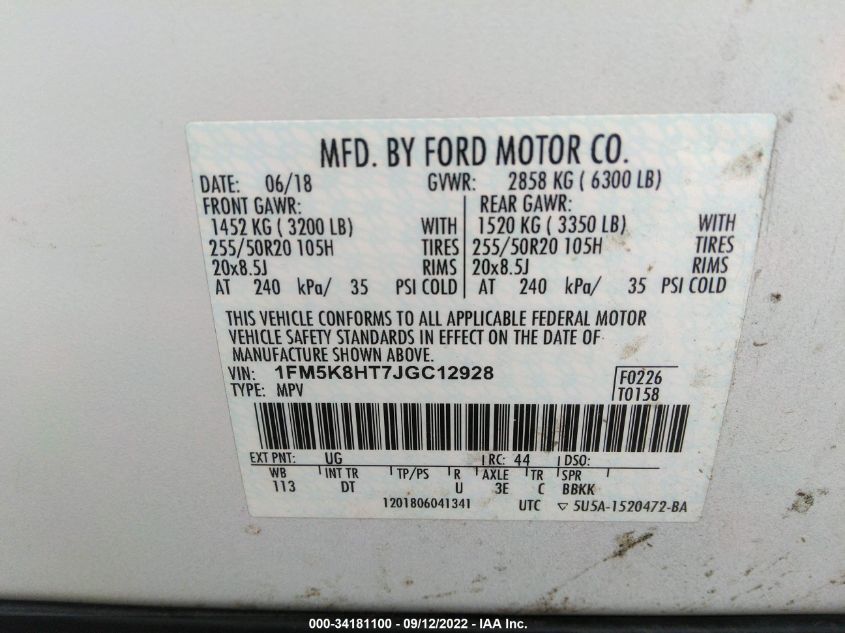 MFD. BY FORD MOTOR CO.
DATE: 06/18 GVWR: 2858 KG ( 6300 LB)
FRONT GAWR: REAR GAWR:
1452 KG ( 3200 LB) WITH 1520 KG ( 3350 LB) WITH
255/50R20 105H TIRES 255/50R20 105H TIRES
20x8.5J RIMS 20x8.5J RIMS
AT 240 kPa/ 35 PSI COLD AT 240 kPa/ 35 PSI COLD
THIS VEHICLE CONFORMS TO ALL APPLICABLE FEDERAL MOTOR
VEHICLE SAFETY STANDARDS IN EFFECT ON THE DATE OF
MANUFACTURE SHOWN ABOVE.
VIN: 1FM5K8HT7JGC12928 F0226
TYPE: MPV T0158
EXT PNT: UG RC: 44 DSO:
WB INT TR TP/PS R AXLE TR SPR
113 DT U 3E C BBKK
1201806041341 UTC ▽ 5U5A-1520472-BA
000-34181100 - 09/12/2022 - IAA Inc.